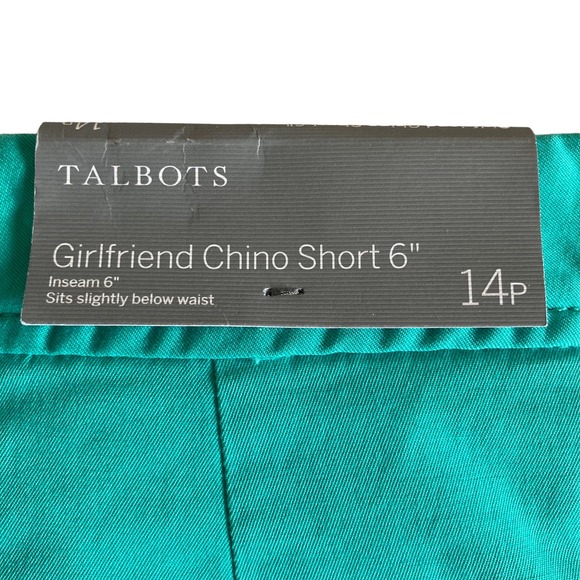 TALBOTS
Girlfriend Chino Short 6"
Inseam 6"
Sits slightly below waist
14P